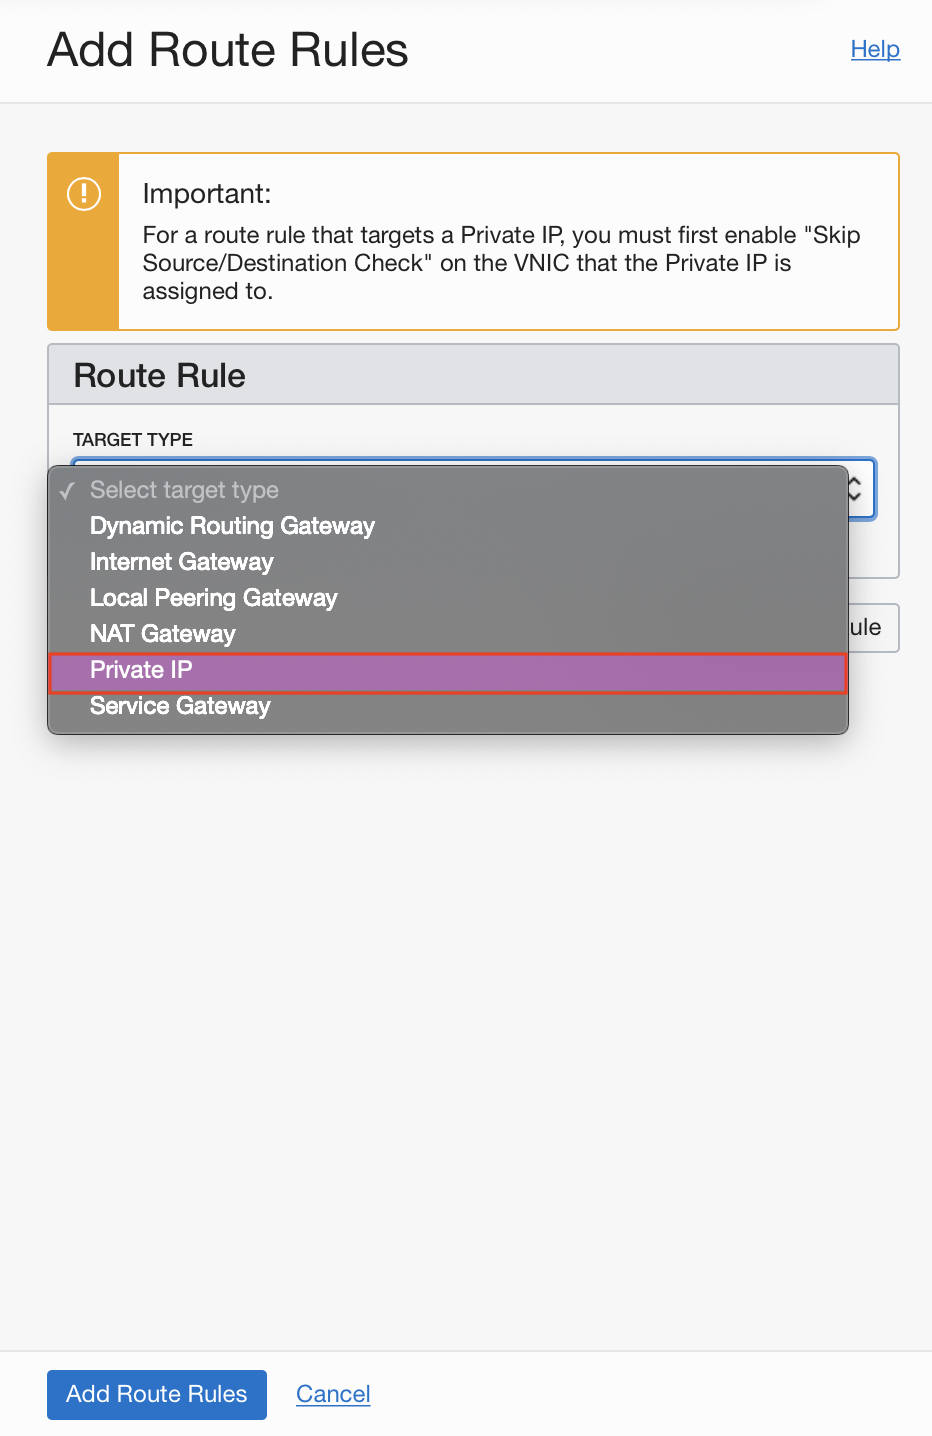 Add Route Rules
Help
Important:
For a route rule that targets a Private IP, you must first enable "Skip
Source/Destination Check" on the VNIC that the Private IP is
assigned to.
Route Rule
TARGET TYPE
✓ Select target type
Dynamic Routing Gateway
Internet Gateway
Local Peering Gateway
NAT Gateway
ule
Private IP
Service Gateway
Add Route Rules
Cancel